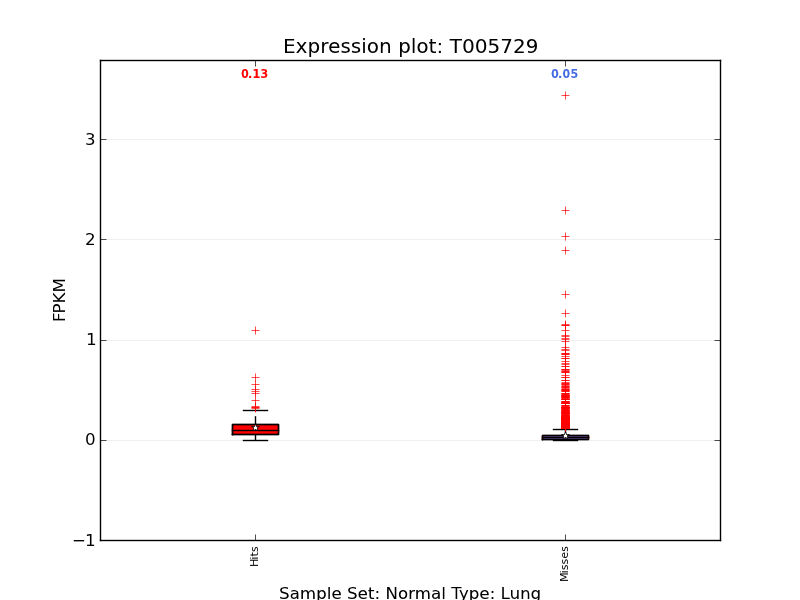 Expression plot: T005729
0.13
0.05
3
2
1
0
−1
FPKM
Hits
Misses
Sample Set: Normal Type: Lung